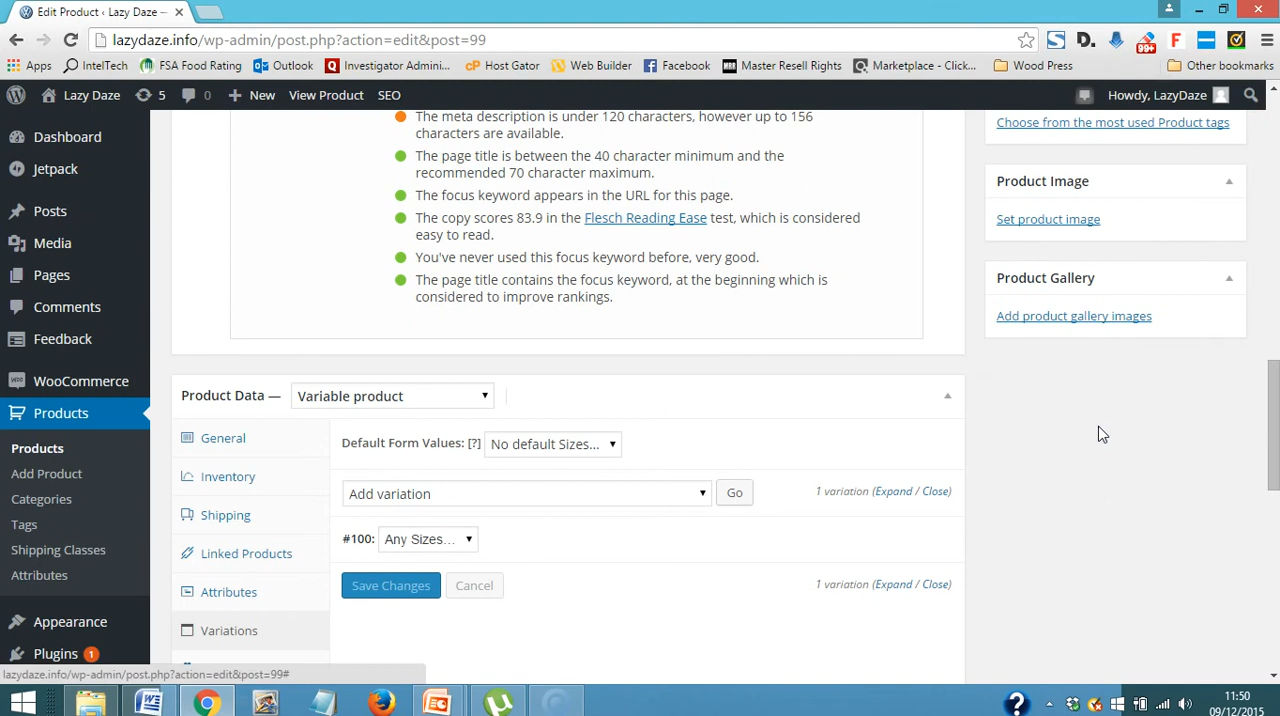 Edit Product ‹ Lazy Daze —
lazydaze.info/wp-admin/post.php?action=edit&post=99
99+
Apps IntelTech FSA Food Rating Outlook Investigator Admini... Host Gator Web Builder Facebook Master Resell Rights Marketplace - Click... Wood Press Other bookmarks
Lazy Daze 5 0 New View Product SEO Howdy, LazyDaze
Dashboard
Jetpack
Posts
Media
Pages
Comments
Feedback
WooCommerce
Products
Products
Add Product
Categories
Tags
Shipping Classes
Attributes
Appearance
Plugins 1
The meta description is under 120 characters, however up to 156
characters are available.
The page title is between the 40 character minimum and the
recommended 70 character maximum.
The focus keyword appears in the URL for this page.
The copy scores 83.9 in the Flesch Reading Ease test, which is considered
easy to read.
You've never used this focus keyword before, very good.
The page title contains the focus keyword, at the beginning which is
considered to improve rankings.
Choose from the most used Product tags
Product Image
Set product image
Product Gallery
Add product gallery images
Product Data — Variable product
General
Inventory
Shipping
Linked Products
Attributes
Variations
Default Form Values: [?] No default Sizes...
Add variation Go 1 variation (Expand / Close)
#100: Any Sizes...
Save Changes Cancel 1 variation (Expand / Close)
lazydaze.info/wp-admin/post.php?action=edit&post=99#
11:50
09/12/2015